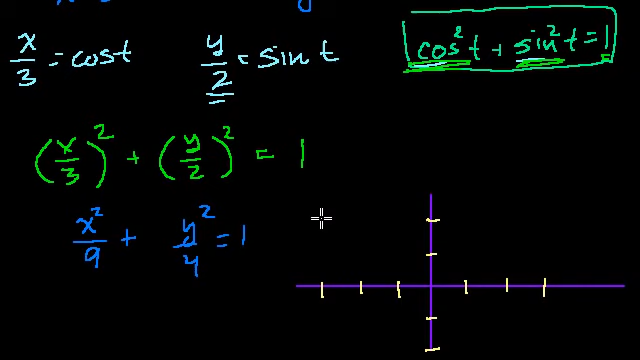 x/3 = cost    y/2 = sin t    cos²t + sin²t = 1
(x/3)² + (y/2)² = 1
x²/9 + y²/4 = 1